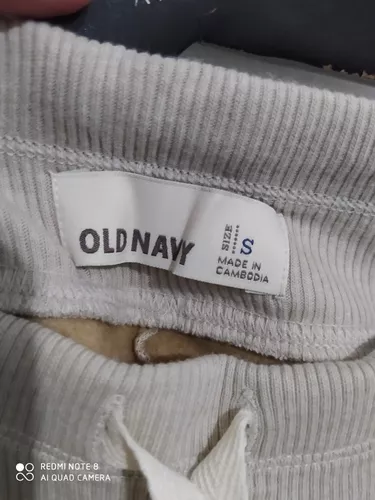 OLD NAVY
SIZE
S
MADE IN
CAMBODIA
REDMI NOTE 8
AI QUAD CAMERA